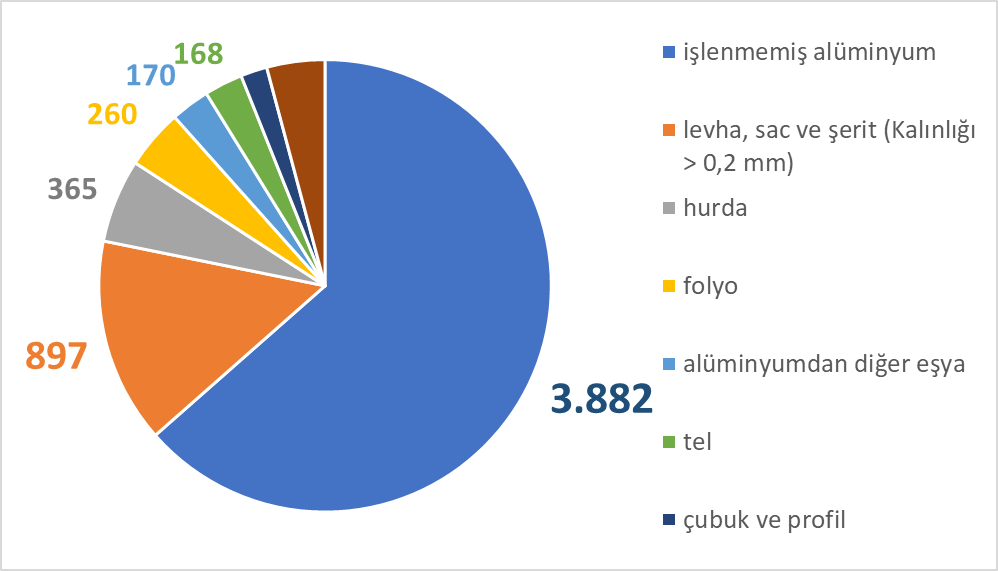 168
170
260
365
897
3.882
işlenmemiş alüminyum
levha, sac ve şerit (Kalınlığı
> 0,2 mm)
hurda
folyo
alüminyumdan diğer eşya
tel
çubuk ve profil